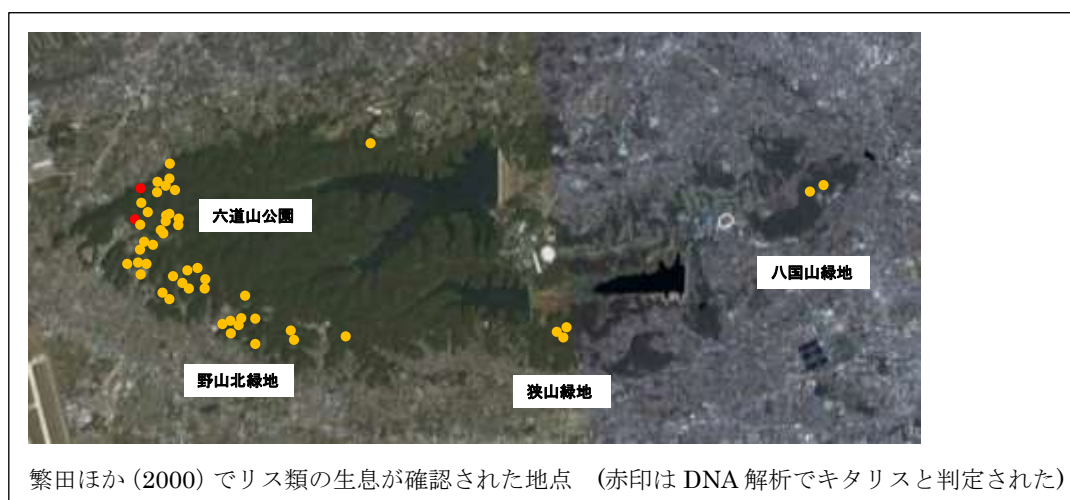 六道山公園
八国山緑地
野山北緑地
狭山緑地
繁田ほか (2000) でリス類の生息が確認された地点 (赤印は DNA 解析でキタリスと判定された)